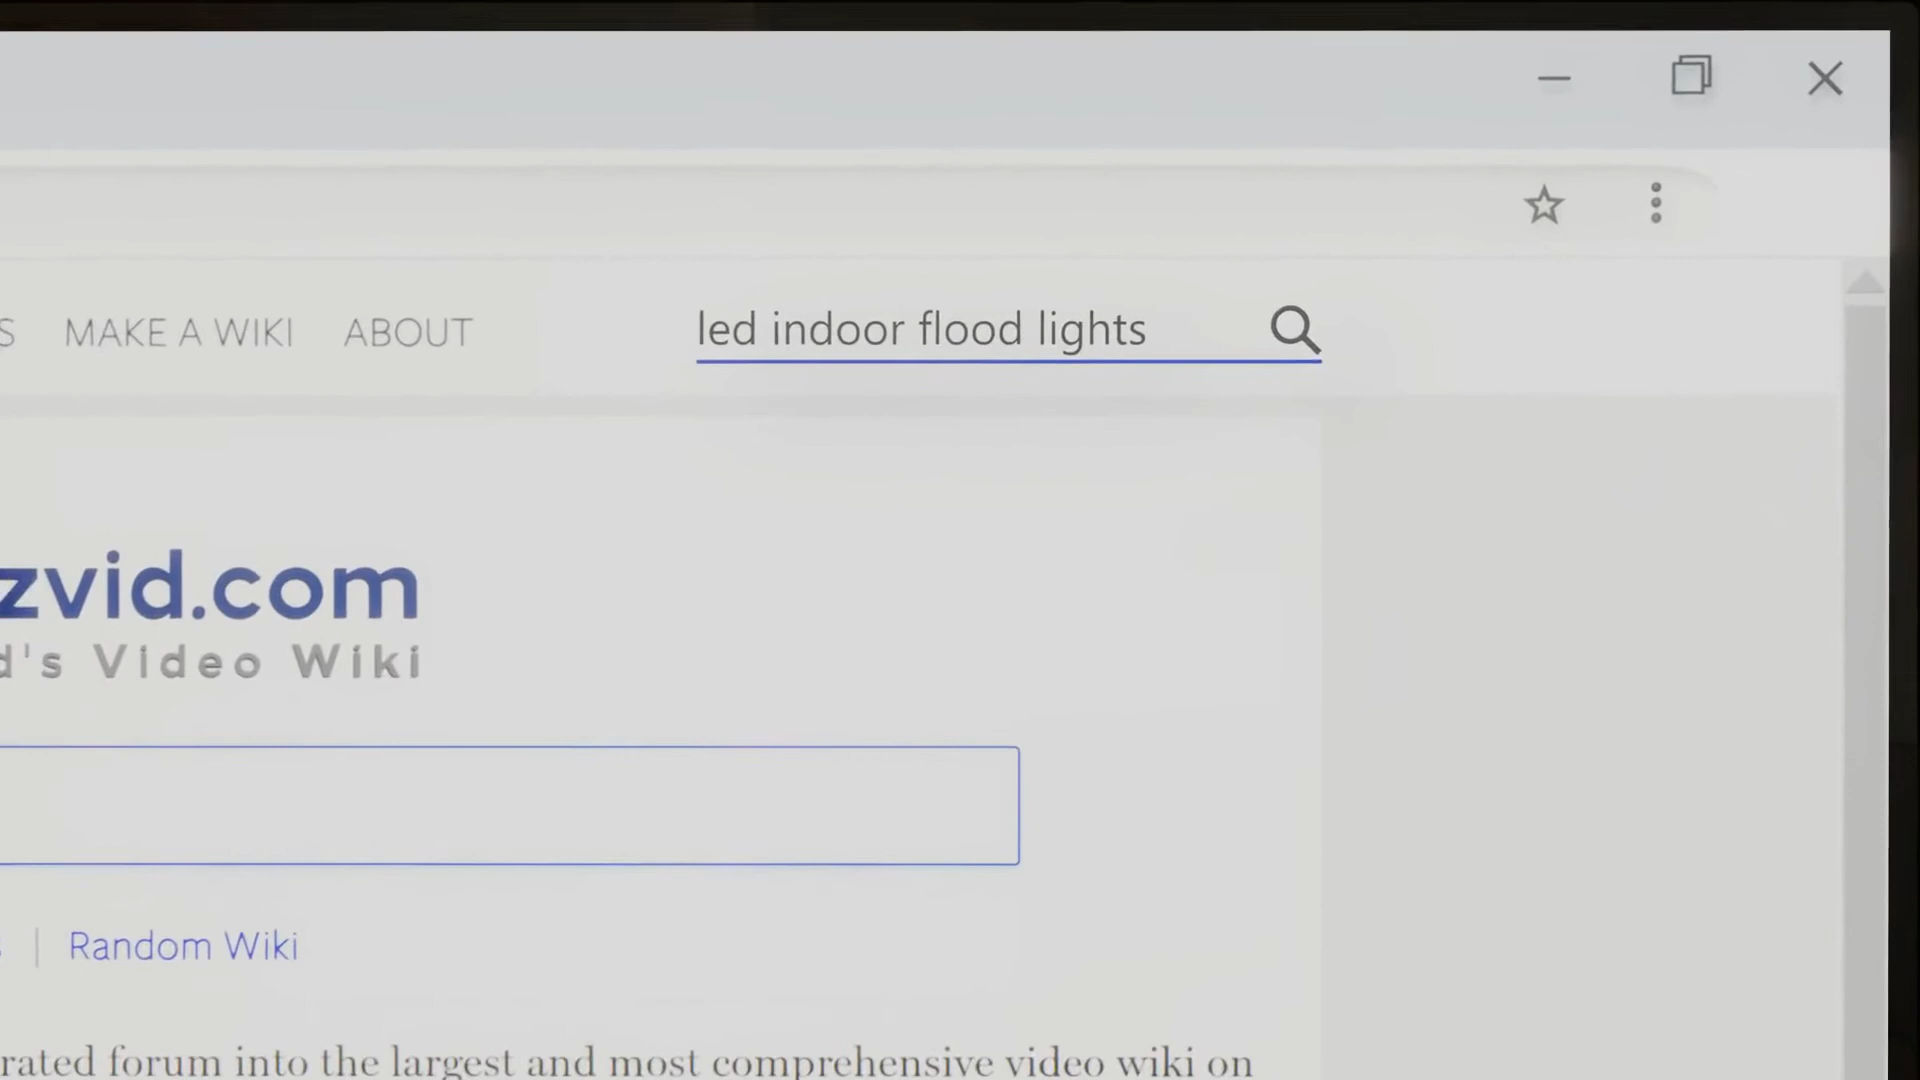 MAKE A WIKI ABOUT led indoor flood lights
zvid.com
d's Video Wiki
| Random Wiki
rated forum into the largest and most comprehensive video wiki on